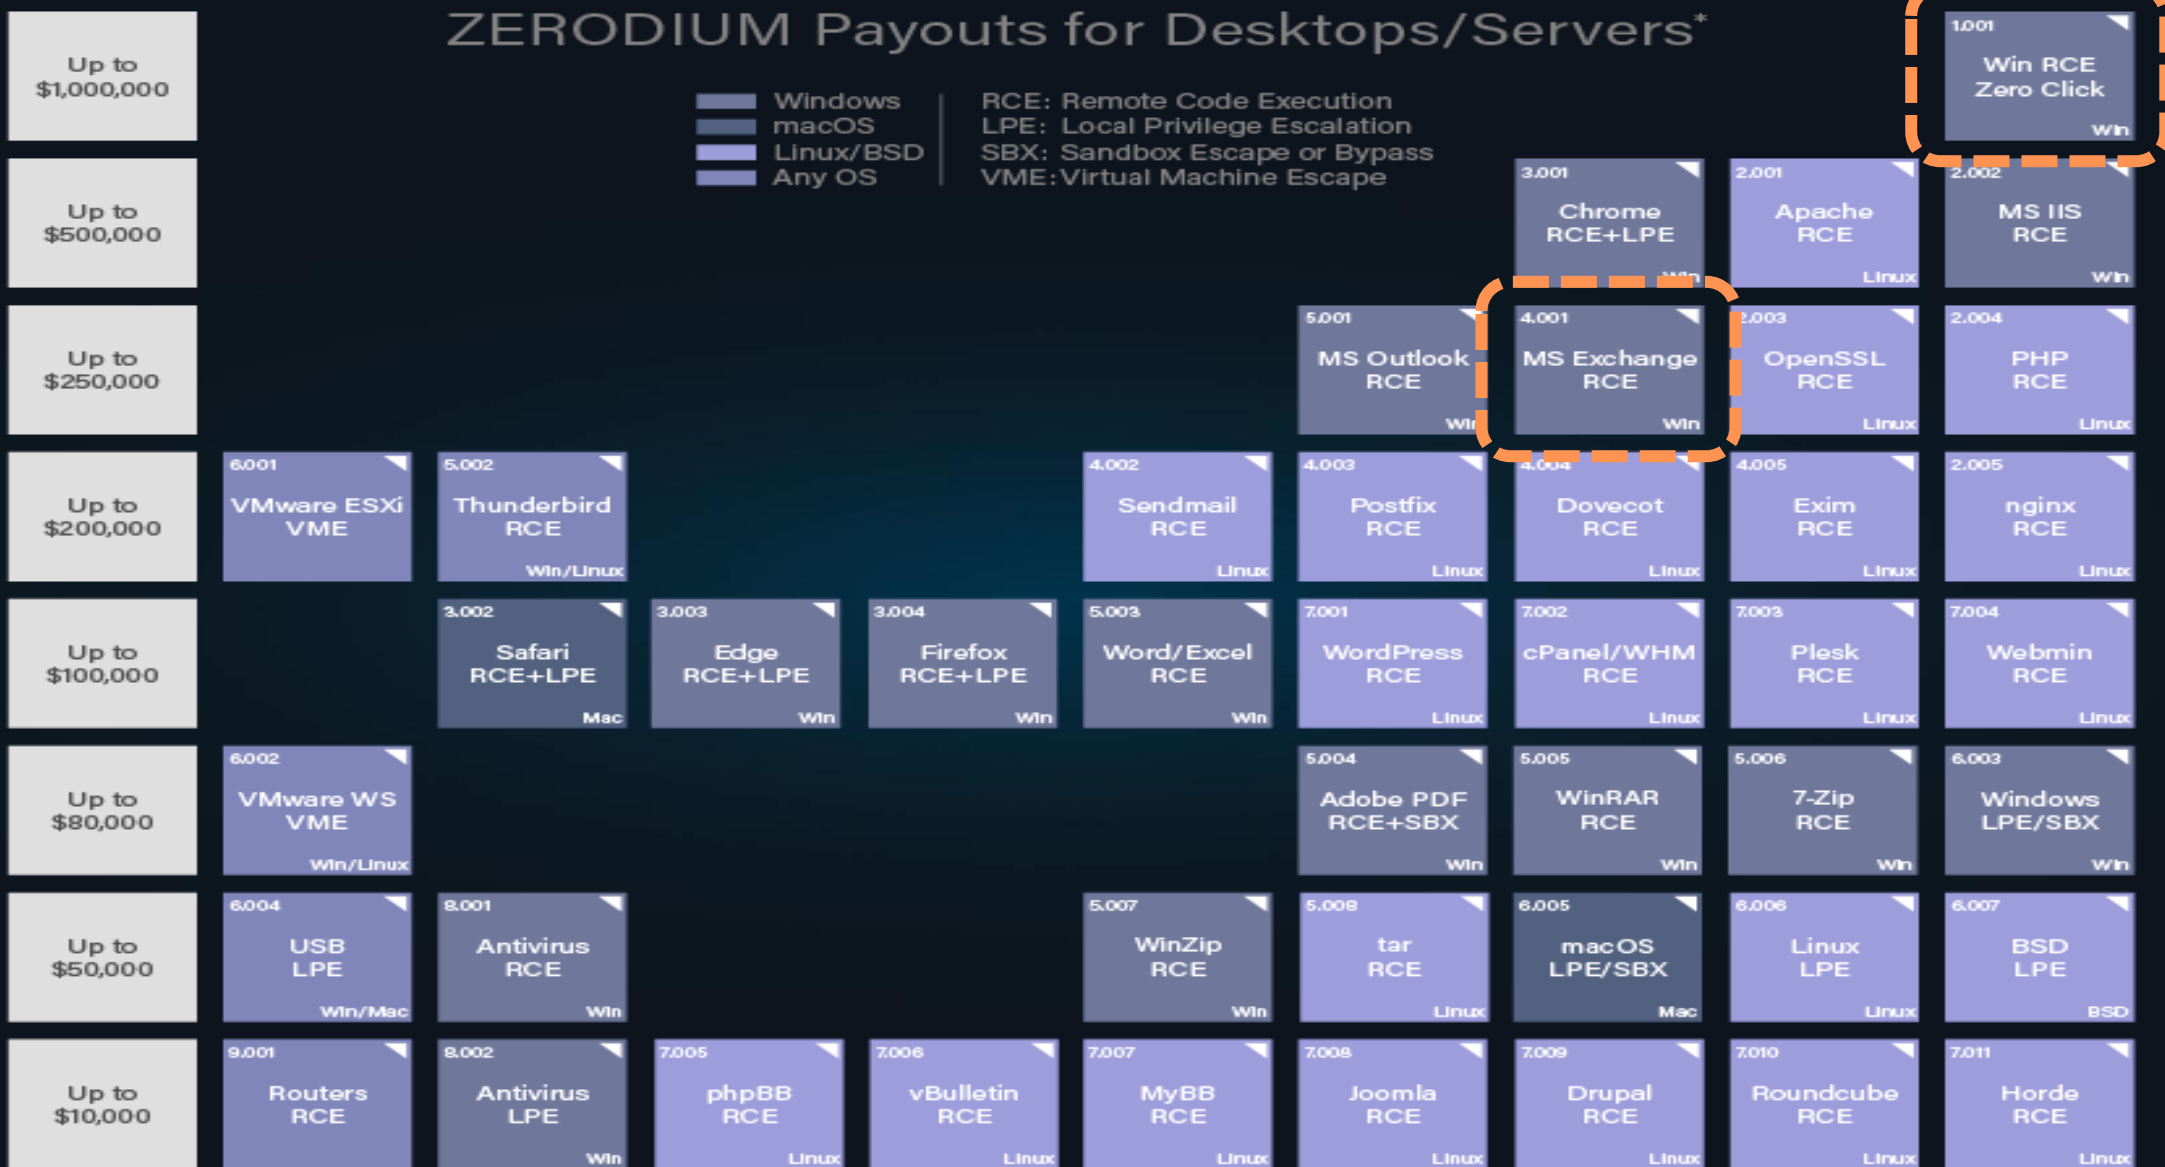 ZERODIUM Payouts for Desktops/Servers*
Windows
macOS
Linux/BSD
Any OS
RCE: Remote Code Execution
LPE: Local Privilege Escalation
SBX: Sandbox Escape or Bypass
VME: Virtual Machine Escape
Up to
$1,000,000
1.001
Win RCE
Zero Click
Win
Up to
$500,000
3.001
Chrome
RCE+LPE
Win
2.001
Apache
RCE
Linux
2.002
MS IIS
RCE
Win
Up to
$250,000
5.001
MS Outlook
RCE
Win
4.001
MS Exchange
RCE
Win
2.003
OpenSSL
RCE
Linux
2.004
PHP
RCE
Linux
Up to
$200,000
6.001
VMware ESXi
VME
5.002
Thunderbird
RCE
Win/Linux
4.002
Sendmail
RCE
Linux
4.003
Postfix
RCE
Linux
4.004
Dovecot
RCE
Linux
4.005
Exim
RCE
Linux
2.005
nginx
RCE
Linux
Up to
$100,000
3.002
Safari
RCE+LPE
Mac
3.003
Edge
RCE+LPE
Win
3.004
Firefox
RCE+LPE
Win
5.003
Word/Excel
RCE
Win
7.001
WordPress
RCE
Linux
7.002
cPanel/WHM
RCE
Linux
7.003
Plesk
RCE
Linux
7.004
Webmin
RCE
Linux
Up to
$80,000
6.002
VMware WS
VME
Win/Linux
5.004
Adobe PDF
RCE+SBX
Win
5.005
WinRAR
RCE
Win
5.006
7-Zip
RCE
Win
6.003
Windows
LPE/SBX
Win
Up to
$50,000
6.004
USB
LPE
Win/Mac
8.001
Antivirus
RCE
Win
5.007
WinZip
RCE
Win
5.008
tar
RCE
Linux
6.005
macOS
LPE/SBX
Mac
6.006
Linux
LPE
Linux
6.007
BSD
LPE
BSD
Up to
$10,000
9.001
Routers
RCE
8.002
Antivirus
LPE
Win
7.005
phpBB
RCE
Linux
7.006
vBulletin
RCE
Linux
7.007
MyBB
RCE
Linux
7.008
Joomla
RCE
Linux
7.009
Drupal
RCE
Linux
7.010
Roundcube
RCE
Linux
7.011
Horde
RCE
Linux